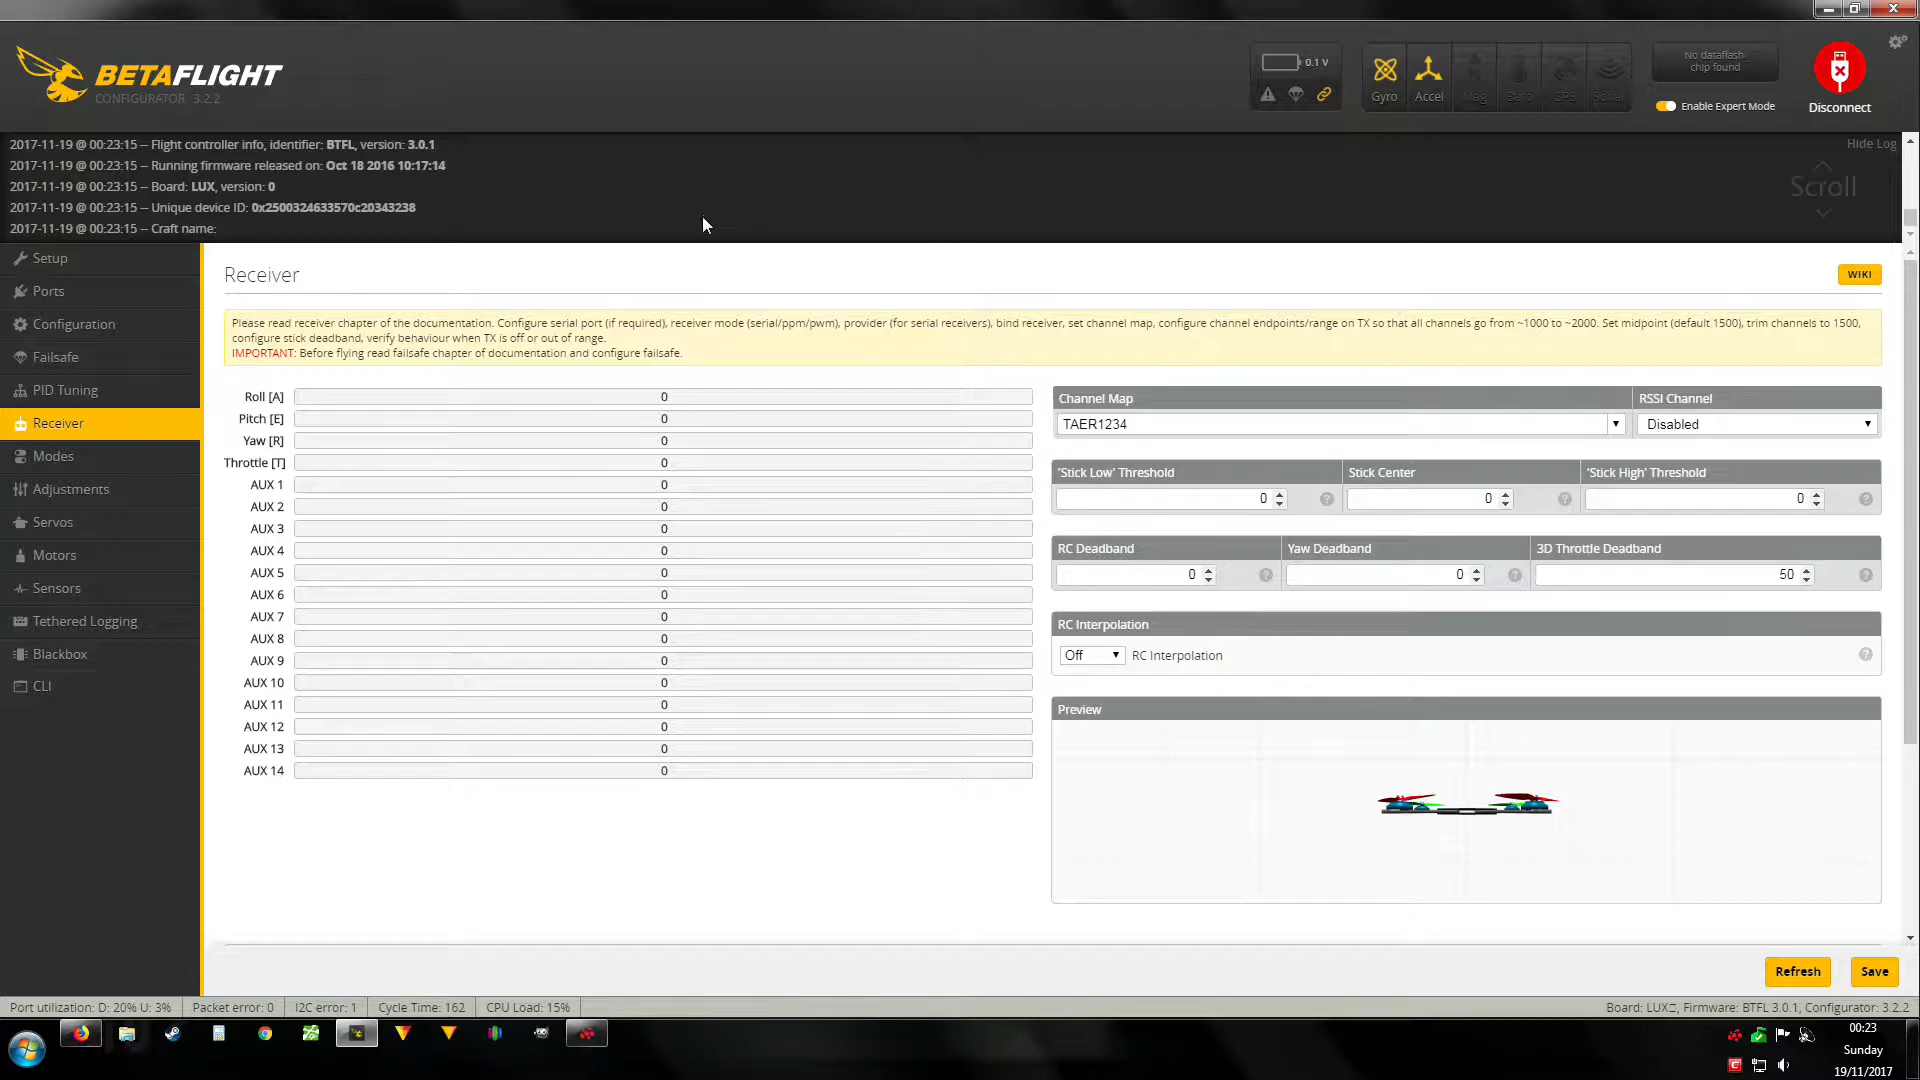 BETAFLIGHT
CONFIGURATOR 3.2.2
0.1 V
Gyro
Accel
Mag
Baro
GPS
Sonar
No dataflash
chip found
Enable Expert Mode
Disconnect
2017-11-19 @ 00:23:15 -- Flight controller info, identifier: BTFL, version: 3.0.1
2017-11-19 @ 00:23:15 -- Running firmware released on: Oct 18 2016 10:17:14
2017-11-19 @ 00:23:15 -- Board: LUX, version: 0
2017-11-19 @ 00:23:15 -- Unique device ID: 0x2500324633570c20343238
2017-11-19 @ 00:23:15 -- Craft name:
Hide Log
Scroll
Setup
Ports
Configuration
Failsafe
PID Tuning
Receiver
Modes
Adjustments
Servos
Motors
Sensors
Tethered Logging
Blackbox
CLI
Receiver
WIKI
Please read receiver chapter of the documentation. Configure serial port (if required), receiver mode (serial/ppm/pwm), provider (for serial receivers), bind receiver, set channel map, configure channel endpoints/range on TX so that all channels go from ~1000 to ~2000. Set midpoint (default 1500), trim channels to 1500,
configure stick deadband, verify behaviour when TX is off or out of range.
IMPORTANT: Before flying read failsafe chapter of documentation and configure failsafe.
Roll [A] 0
Pitch [E] 0
Yaw [R] 0
Throttle [T] 0
AUX 1 0
AUX 2 0
AUX 3 0
AUX 4 0
AUX 5 0
AUX 6 0
AUX 7 0
AUX 8 0
AUX 9 0
AUX 10 0
AUX 11 0
AUX 12 0
AUX 13 0
AUX 14 0
Channel Map RSSI Channel
TAER1234 Disabled
'Stick Low' Threshold Stick Center 'Stick High' Threshold
0 ? 0 ? 0 ?
RC Deadband Yaw Deadband 3D Throttle Deadband
0 ? 0 ? 50 ?
RC Interpolation
Off RC Interpolation ?
Preview
Refresh Save
Port utilization: D: 20% U: 3% Packet error: 0 I2C error: 1 Cycle Time: 162 CPU Load: 15%
Board: LUX□, Firmware: BTFL 3.0.1, Configurator: 3.2.2
00:23
Sunday
19/11/2017